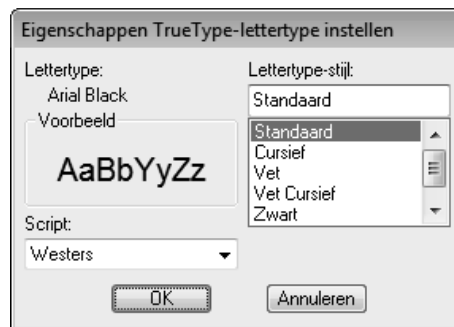 Eigenschappen TrueType-lettertype instellen
Lettertype:
Arial Black
Voorbeeld
AaBbYyZz
Script:
Westers
Lettertype-stijl:
Standaard
Standaard
Cursief
Vet
Vet Cursief
Zwart
OK
Annuleren